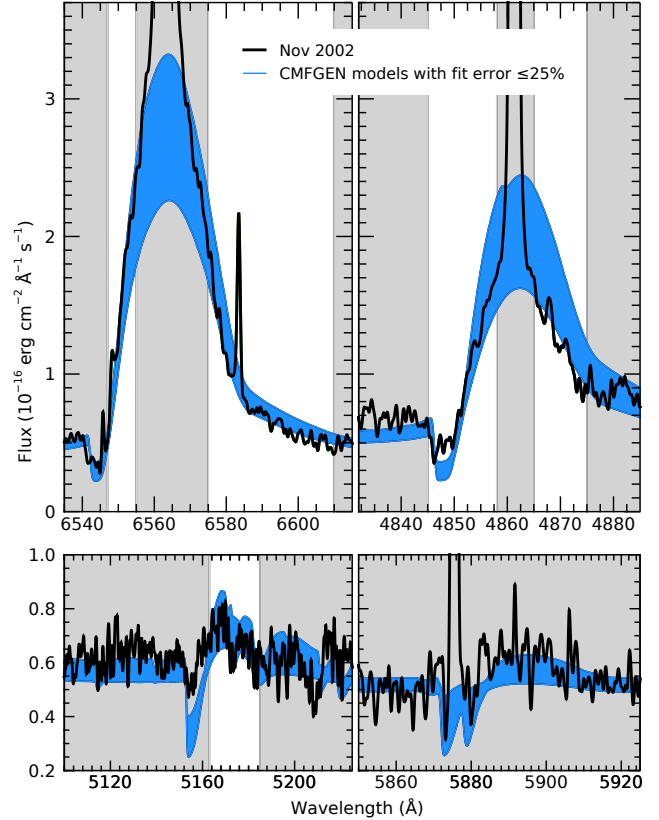 Nov 2002
CMFGEN models with fit error ≤25%
Flux (10⁻¹⁶ erg cm⁻² Å⁻¹ s⁻¹)
3
2
1
0
6540 6560 6580 6600
4840 4850 4860 4870 4880
1.0
0.8
0.6
0.4
0.2
5120 5160 5200
5860 5880 5900 5920
Wavelength (Å)